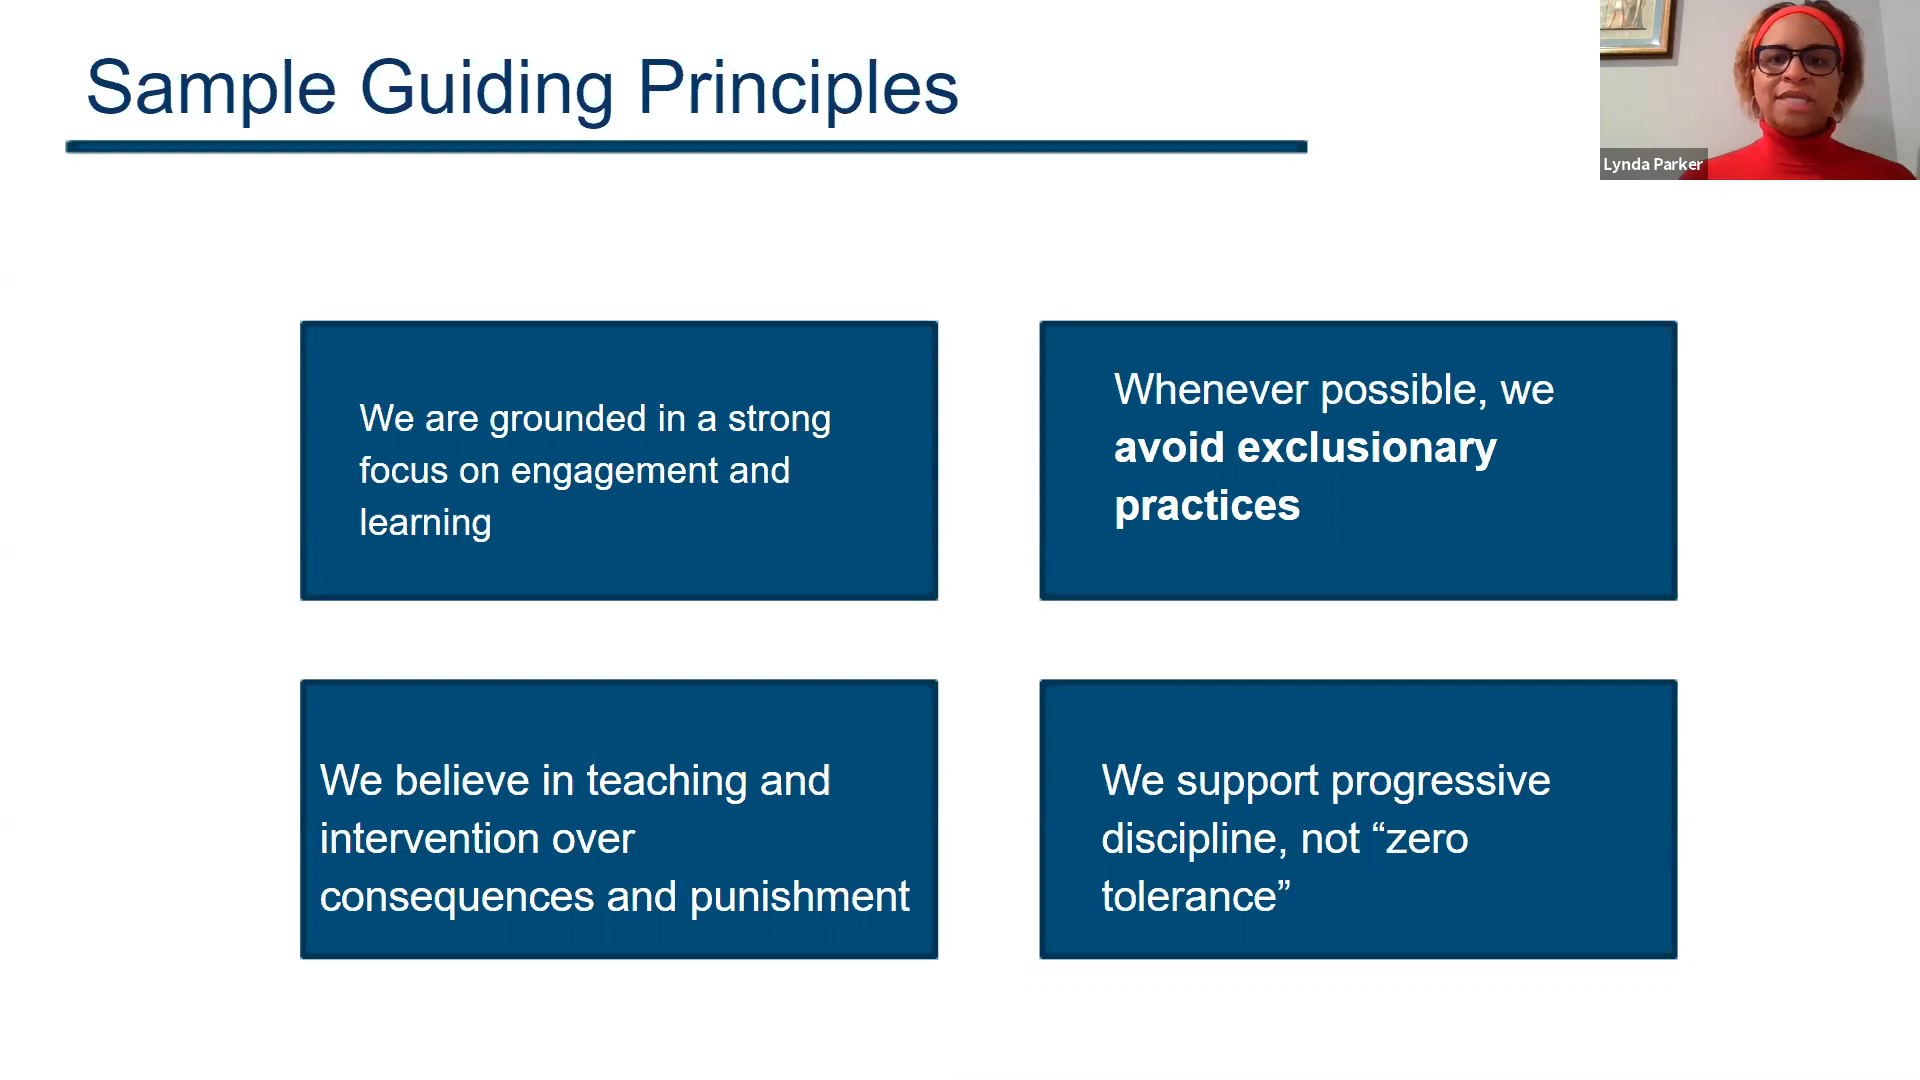 Sample Guiding Principles
Lynda Parker
We are grounded in a strong
focus on engagement and
learning
Whenever possible, we
avoid exclusionary
practices
We believe in teaching and
intervention over
consequences and punishment
We support progressive
discipline, not “zero
tolerance”